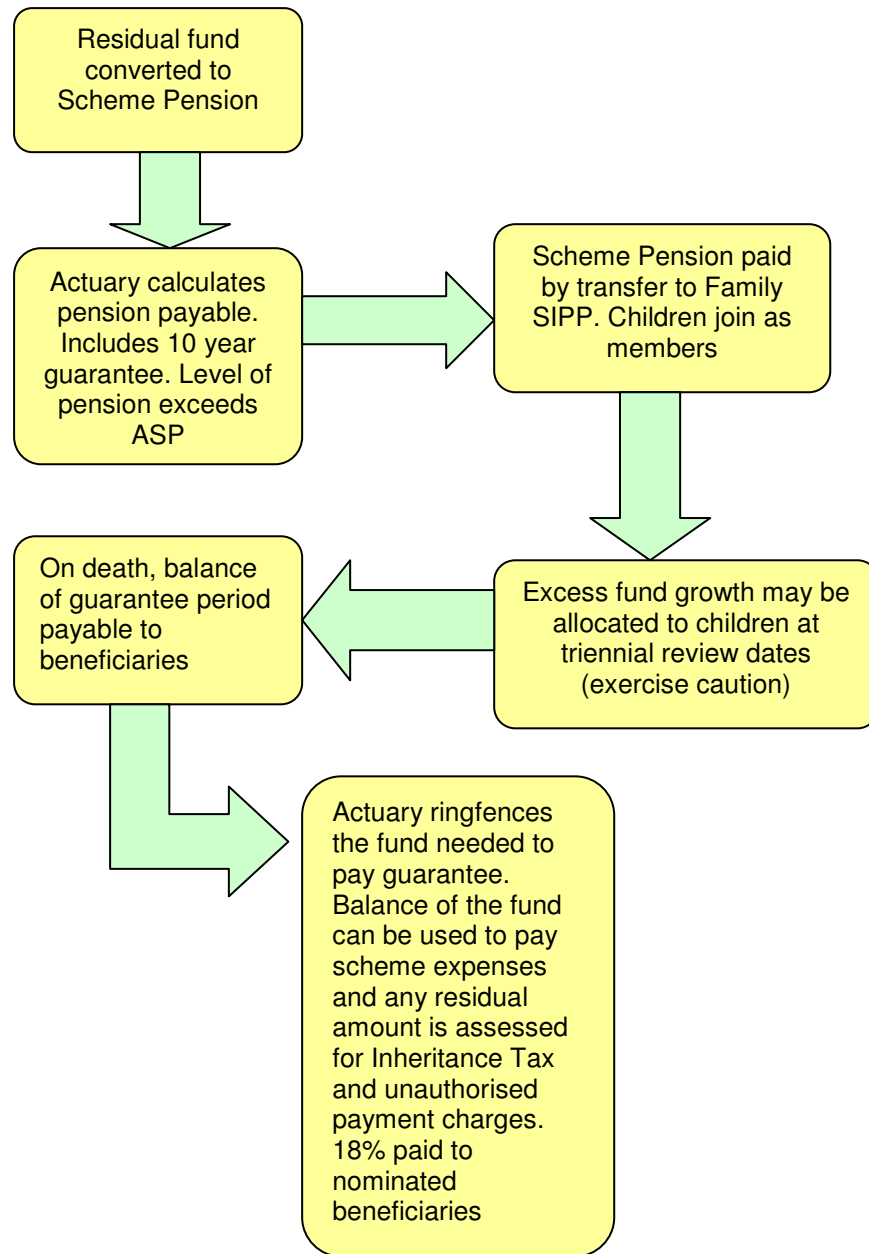 Residual fund
converted to
Scheme Pension
Actuary calculates
pension payable.
Includes 10 year
guarantee. Level of
pension exceeds
ASP
Scheme Pension paid
by transfer to Family
SIPP. Children join as
members
Excess fund growth may be
allocated to children at
triennial review dates
(exercise caution)
On death, balance
of guarantee period
payable to
beneficiaries
Actuary ringfences
the fund needed to
pay guarantee.
Balance of the fund
can be used to pay
scheme expenses
and any residual
amount is assessed
for Inheritance Tax
and unauthorised
payment charges.
18% paid to
nominated
beneficiaries